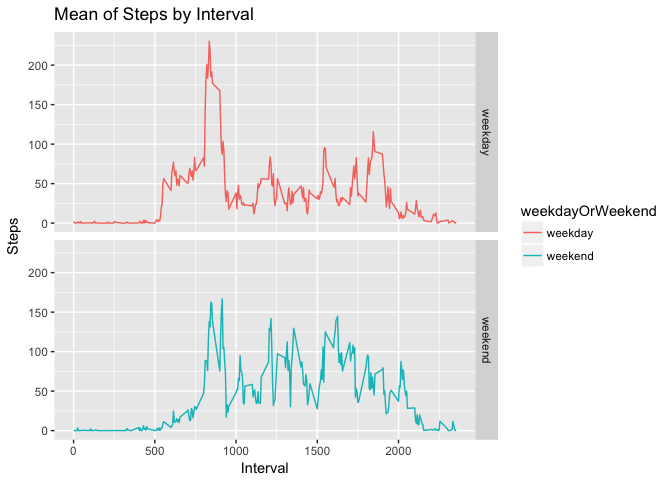 Mean of Steps by Interval
200
150
100
50
0
weekday
Steps
200
150
100
50
0
weekend
0 500 1000 1500 2000
Interval
weekdayOrWeekend
weekday
weekend